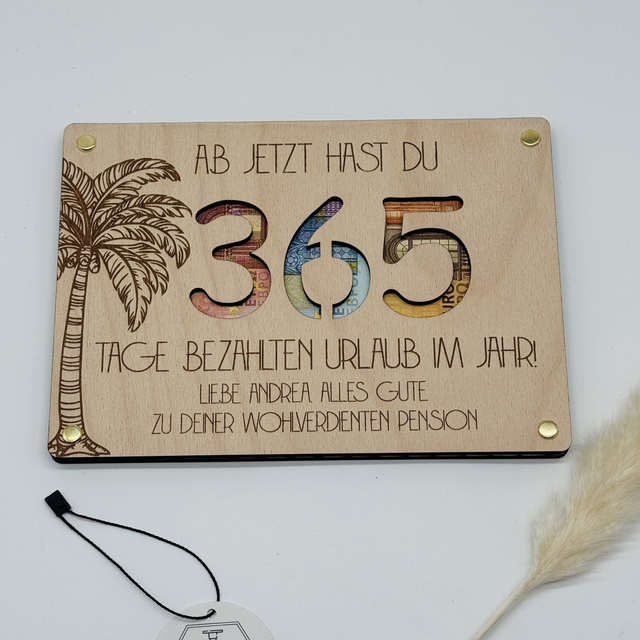 AB JETZT HAST DU
365
TAGE BEZAHLTEN URLAUB IM JAHR!
LIEBE ANDREA ALLES GUTE
ZU DEINER WOHLVERDIENTEN PENSION